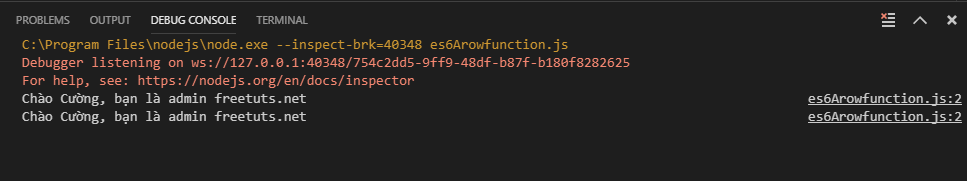 PROBLEMS OUTPUT DEBUG CONSOLE TERMINAL
C:\Program Files\nodejs\node.exe --inspect-brk=40348 es6Arowfunction.js
Debugger listening on ws://127.0.0.1:40348/754c2dd5-9ff9-48df-b87f-b180f8282625
For help, see: https://nodejs.org/en/docs/inspector
Chào Cường, bạn là admin freetuts.net es6Arowfunction.js:2
Chào Cường, bạn là admin freetuts.net es6Arowfunction.js:2